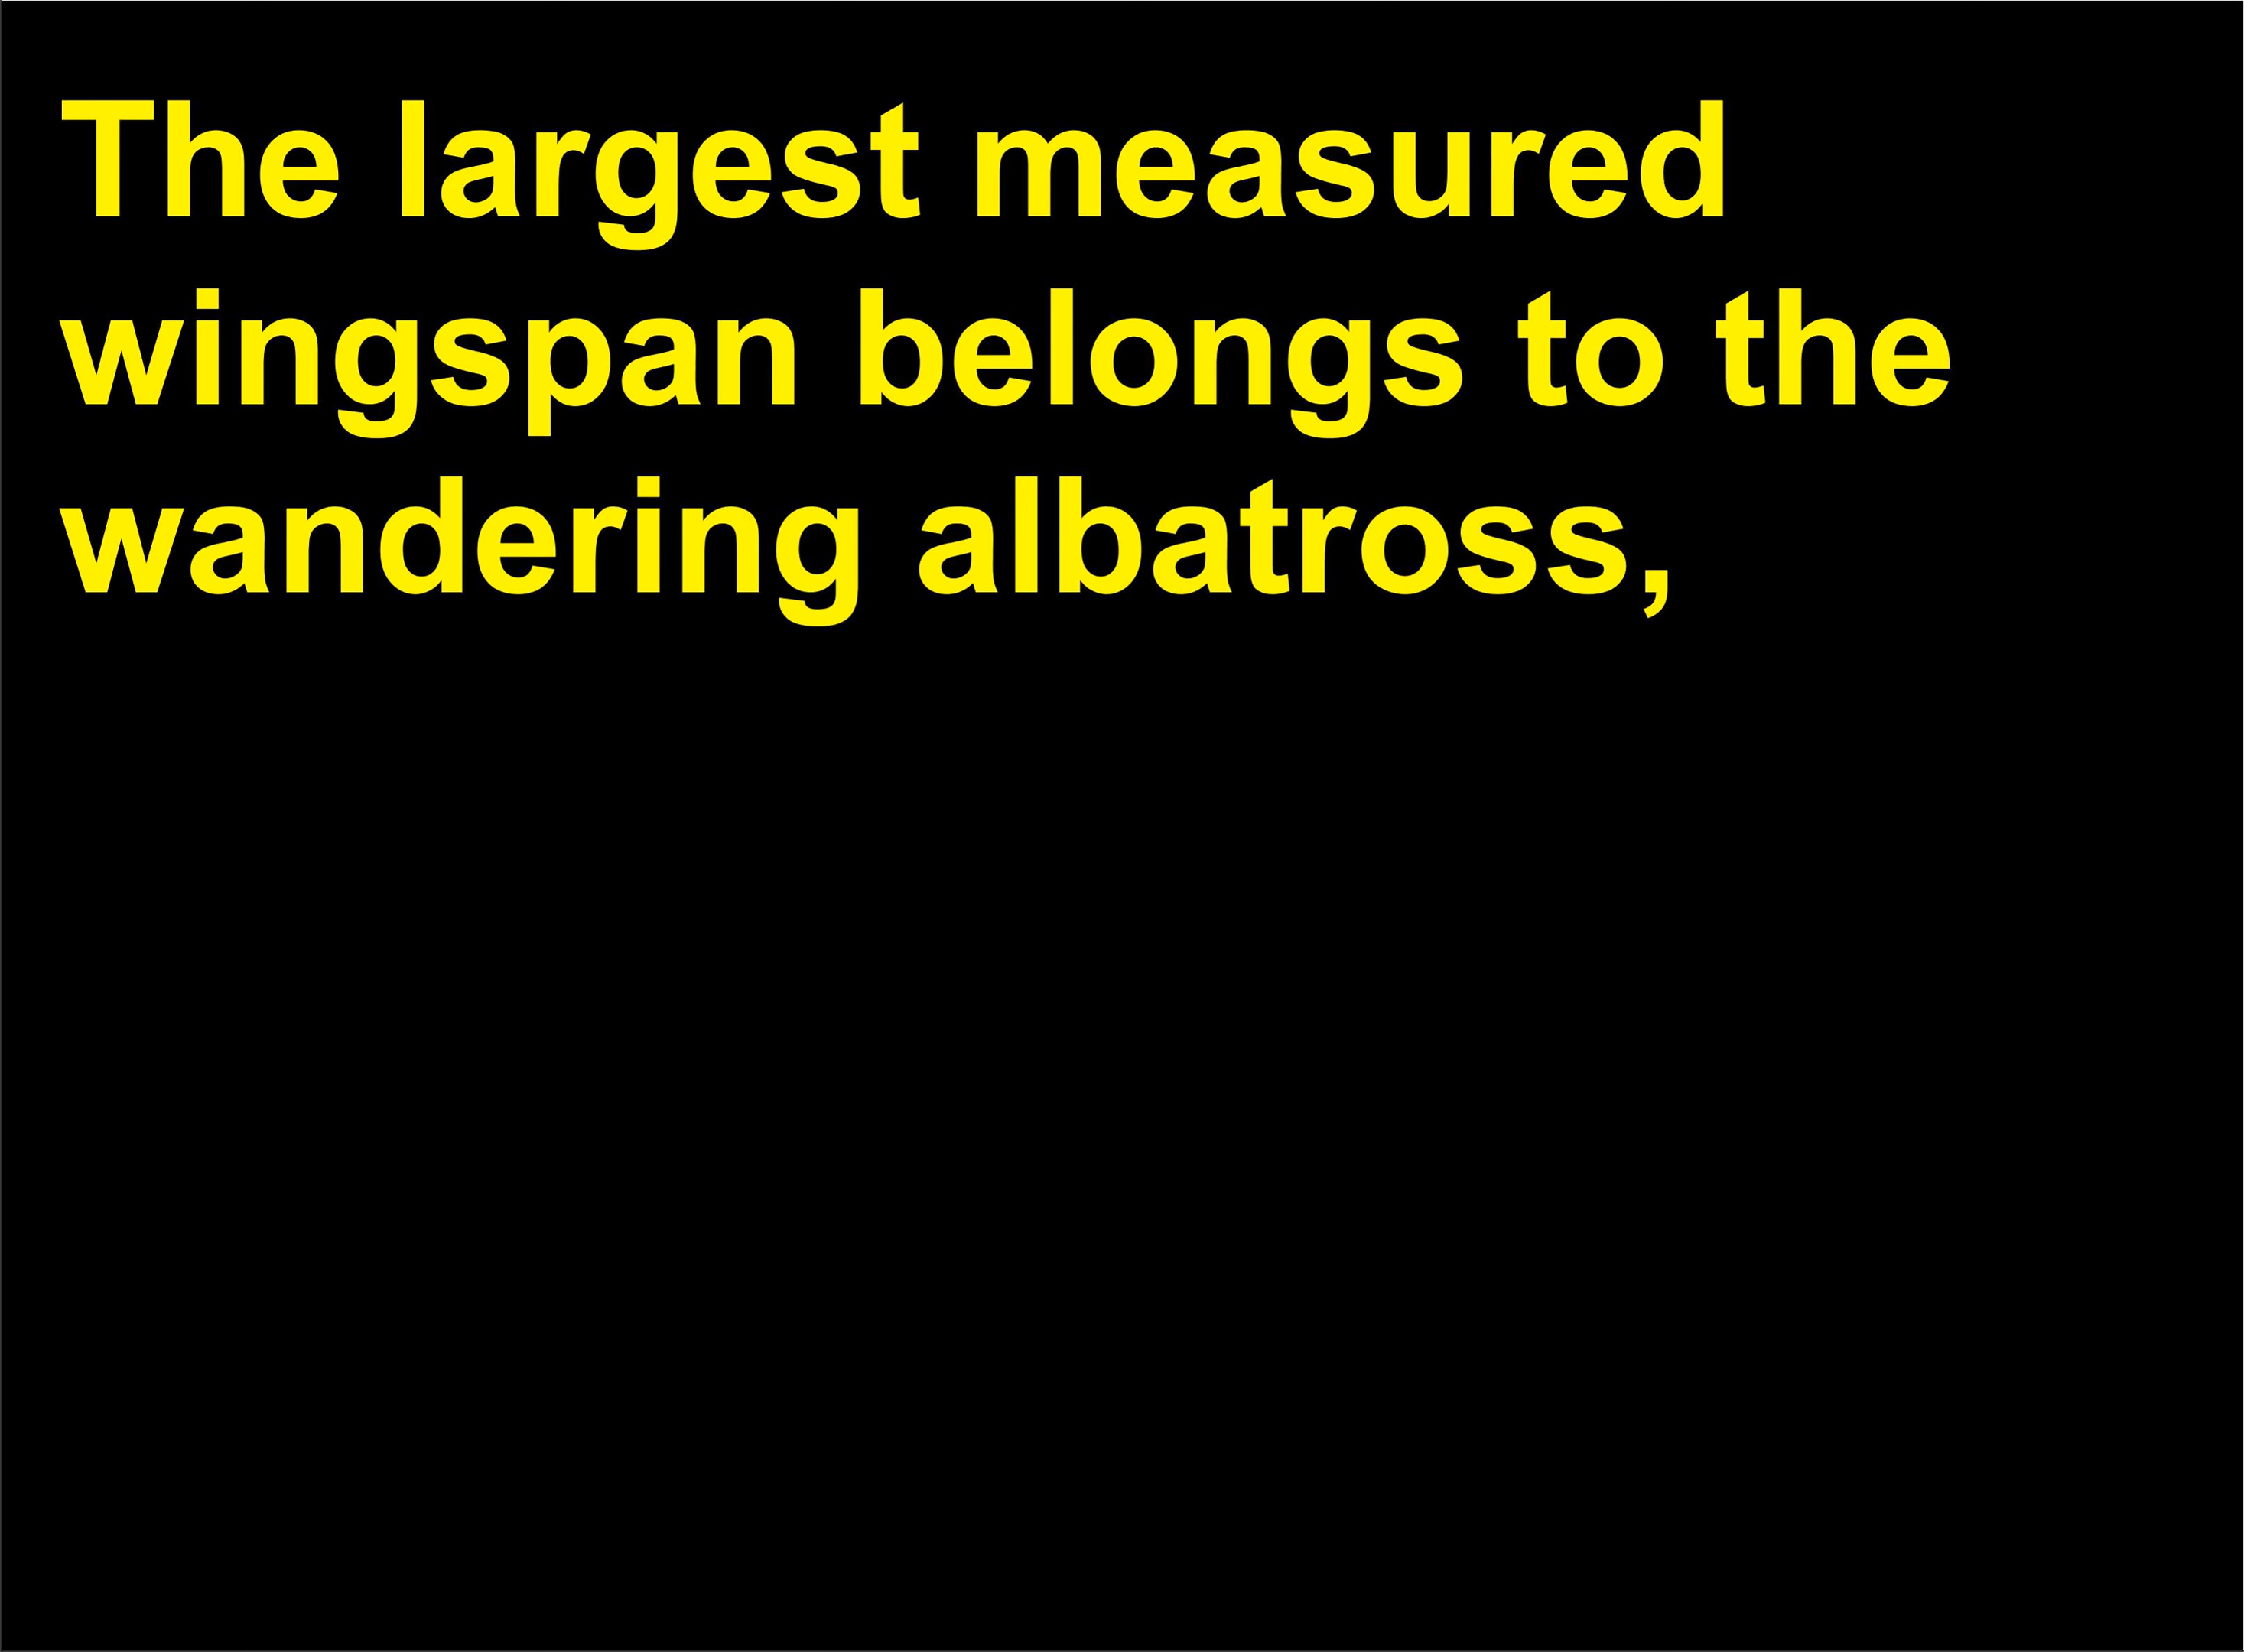 The largest measured
wingspan belongs to the
wandering albatross,